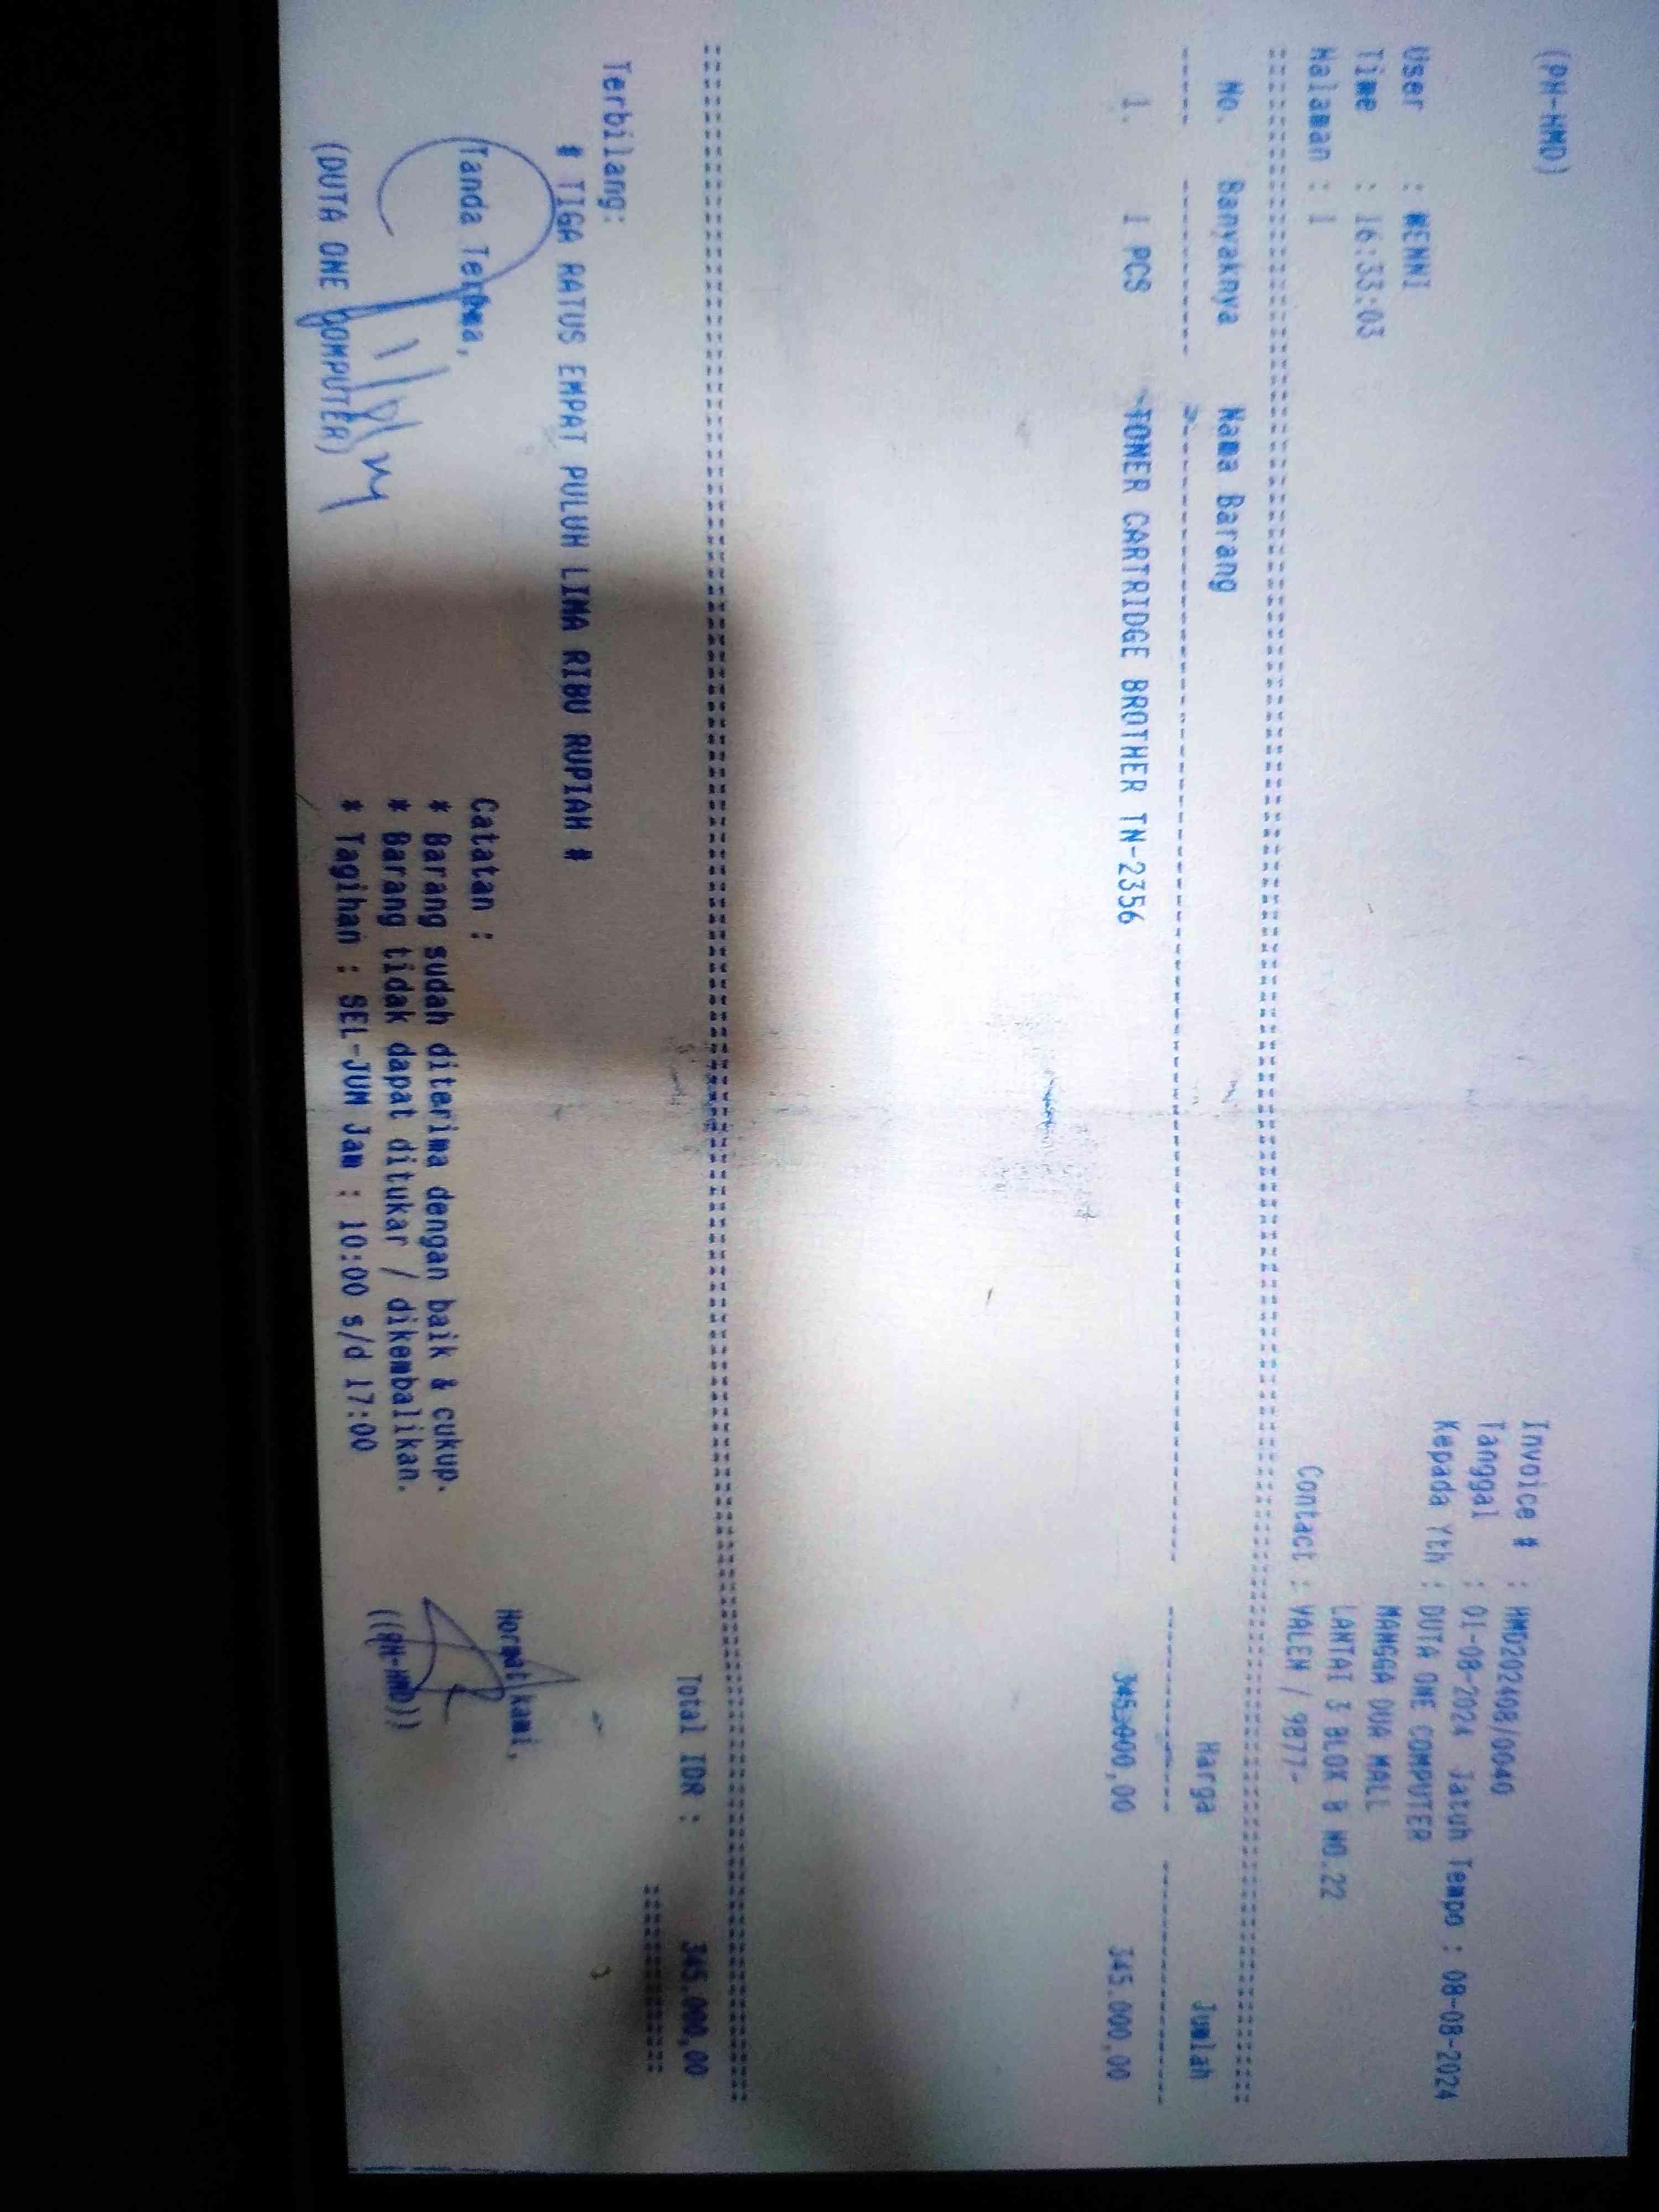 (PM-HMD)
Invoice # : HMD202408/00040
Tanggal : 01-08-2024 Jatuh Tempo : 08-08-2024
User : WENNI
Kepada Yth : DUTA ONE COMPUTER
Time : 16:33:03
MANGGA DUA MALL
Halaman : 1
LANTAI 3 BLOK B NO.22
Contact : VALEN / 9877-
No. Banyaknya Nama Barang Harga Jumlah
1. 1 PCS TONER CARTRIDGE BROTHER TN-2356 345.000,00 345.000,00
Total IDR : 345.000,00
Terbilang:
# TIGA RATUS EMPAT PULUH LIMA RIBU RUPIAH #
Catatan :
Hormat kami,
Tanda Terima,
* Barang sudah diterima dengan baik & cukup.
* Barang tidak dapat ditukar / dikembalikan.
* Tagihan : SEL-JUM Jam : 10:00 s/d 17:00
(DUTA ONE COMPUTER)
((PM-HMD))